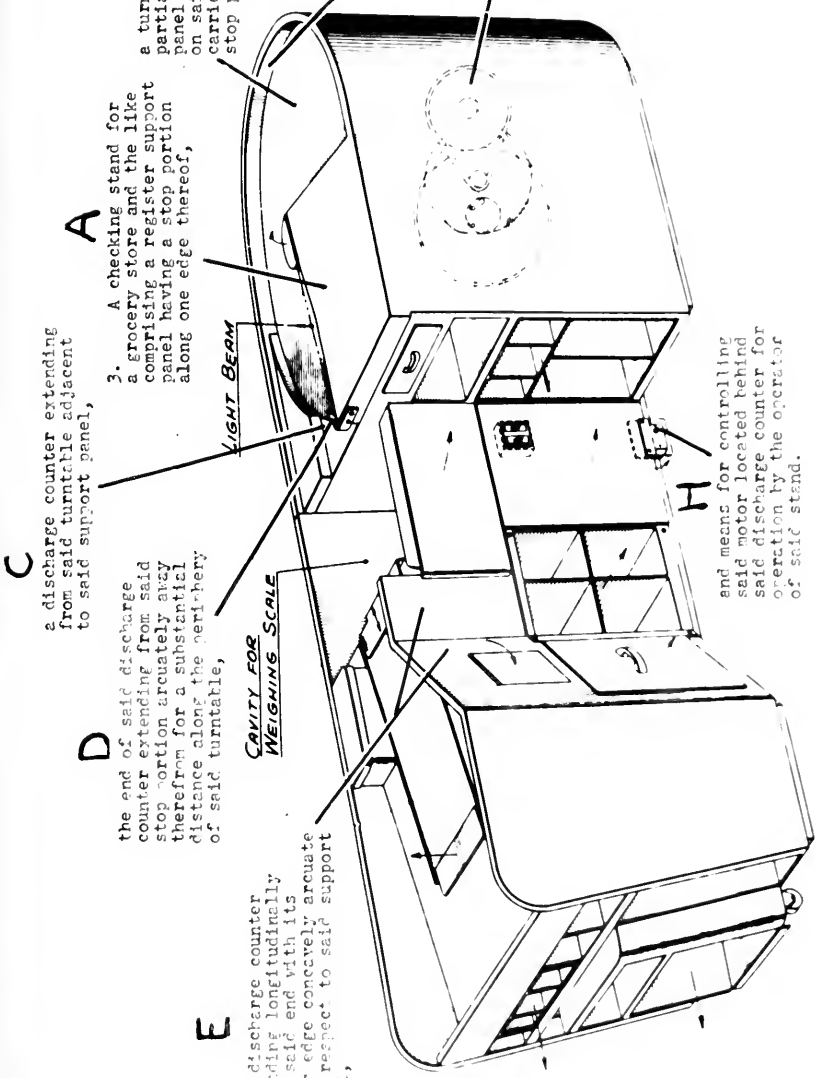 C
a discharge counter extending
from said turntable adjacent
to said support panel,
A
3. A checking stand for
a grocery store and the like
comprising a register support
panel having a stop portion
along one edge thereof,
a turn
partia
panel
on sai
carrie
stop p
D
the end of said discharge
counter extending from said
stop portion arcuately away
therefrom for a substantial
distance along the perithery
of said turntable,
LIGHT BEAM
CAVITY FOR
WEIGHING SCALE
E
discharge counter
ding longitudinally
said end with its
edge concavely arcuate
respect to said support
H
and means for controlling
said motor located behind
said discharge counter for
operation by the operator
of said stand.